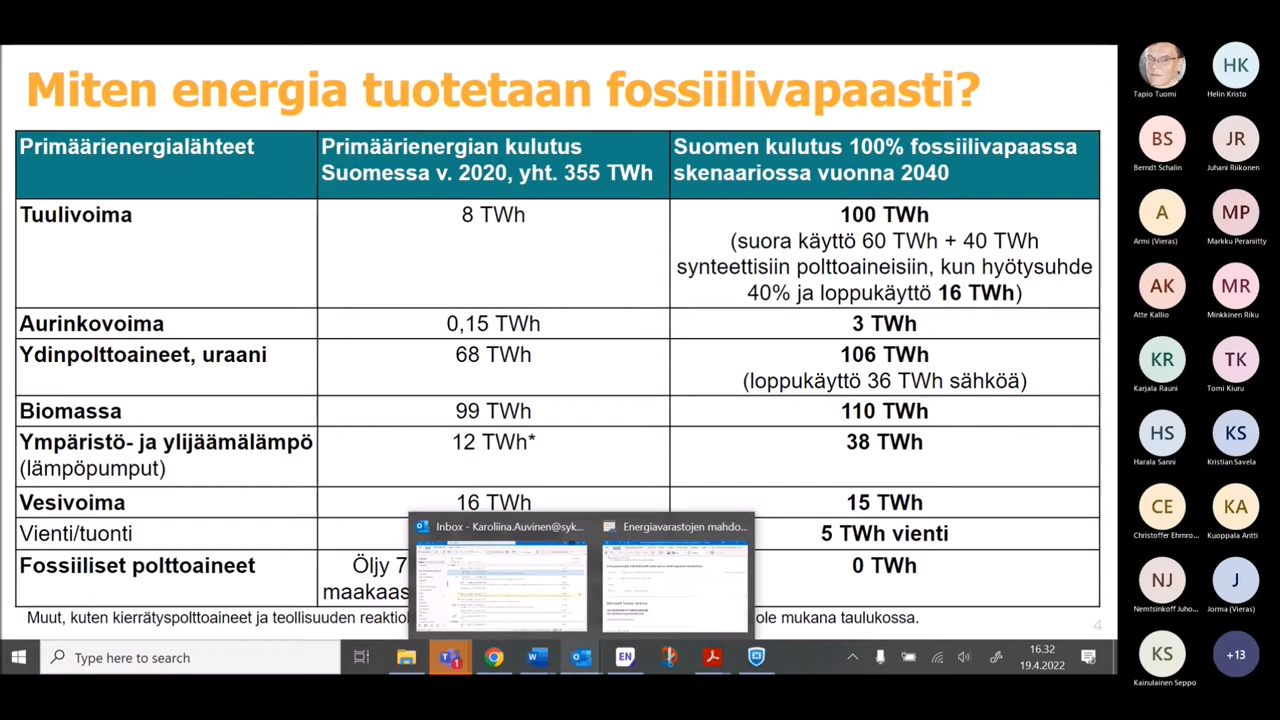 Miten energia tuotetaan fossiilivapaasti?
Primäärienergialähteet
Primäärienergian kulutus
Suomessa v. 2020, yht. 355 TWh
Suomen kulutus 100% fossiilivapaassa
skenaariossa vuonna 2040
Tuulivoima
8 TWh
100 TWh
(suora käyttö 60 TWh + 40 TWh
synteettisiin polttoaineisiin, kun hyötysuhde
40% ja loppukäyttö 16 TWh)
Aurinkovoima
0,15 TWh
3 TWh
Ydinpolttoaineet, uraani
68 TWh
106 TWh
(loppukäyttö 36 TWh sähköä)
Biomassa
99 TWh
110 TWh
Ympäristö- ja ylijäämälämpö
(lämpöpumput)
12 TWh*
38 TWh
Vesivoima
16 TWh
15 TWh
Vienti/tuonti
5 TWh vienti
Fossiiliset polttoaineet
Öljy 7
maakaas
0 TWh
Muut, kuten kierrätyspolttoaineet ja teollisuuden reaktio
ole mukana taulukossa.
4
Inbox - Karoliina.Auvinen@syk...
Energiavarastojen mahdo...
Type here to search
1
EN
16.32
19.4.2022
Tapio Tuomi
HK
Helin Kristo
BS
Berndt Schalin
JR
Juhani Riikonen
A
Armi (Vieras)
MP
Markku Peraniitty
AK
Atte Kallio
MR
Minkkinen Riku
KR
Karjala Rauni
TK
Tomi Kiuru
HS
Harala Sanni
KS
Kristian Savela
CE
Christoffer Ehrnro...
KA
Kuoppala Antti
NJ
Nemtsinkoff Juho...
J
Jorma (Vieras)
KS
Kainulainen Seppo
+13